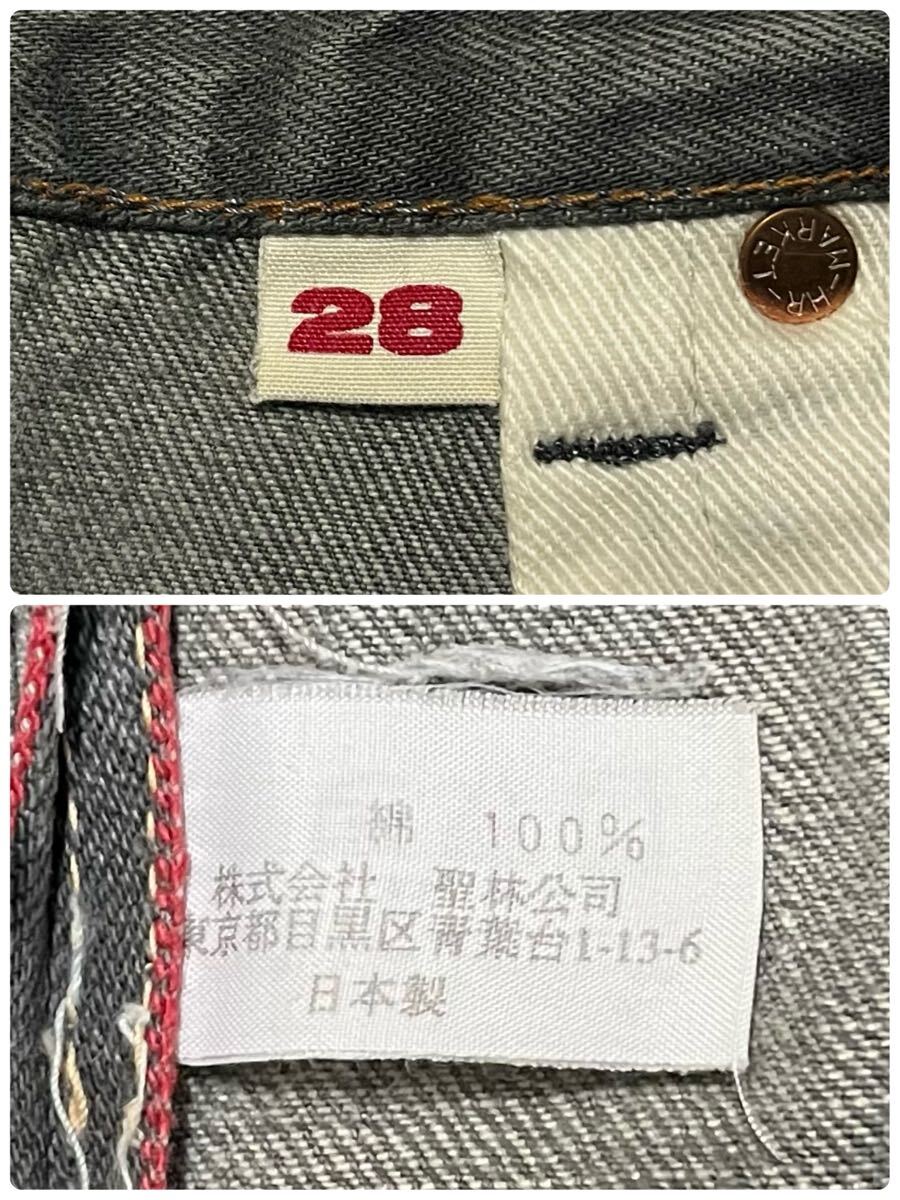 28
HR-MARKET
綿 100%
株式会社 聖林公司
東京都目黒区青葉台1-13-6
日本製